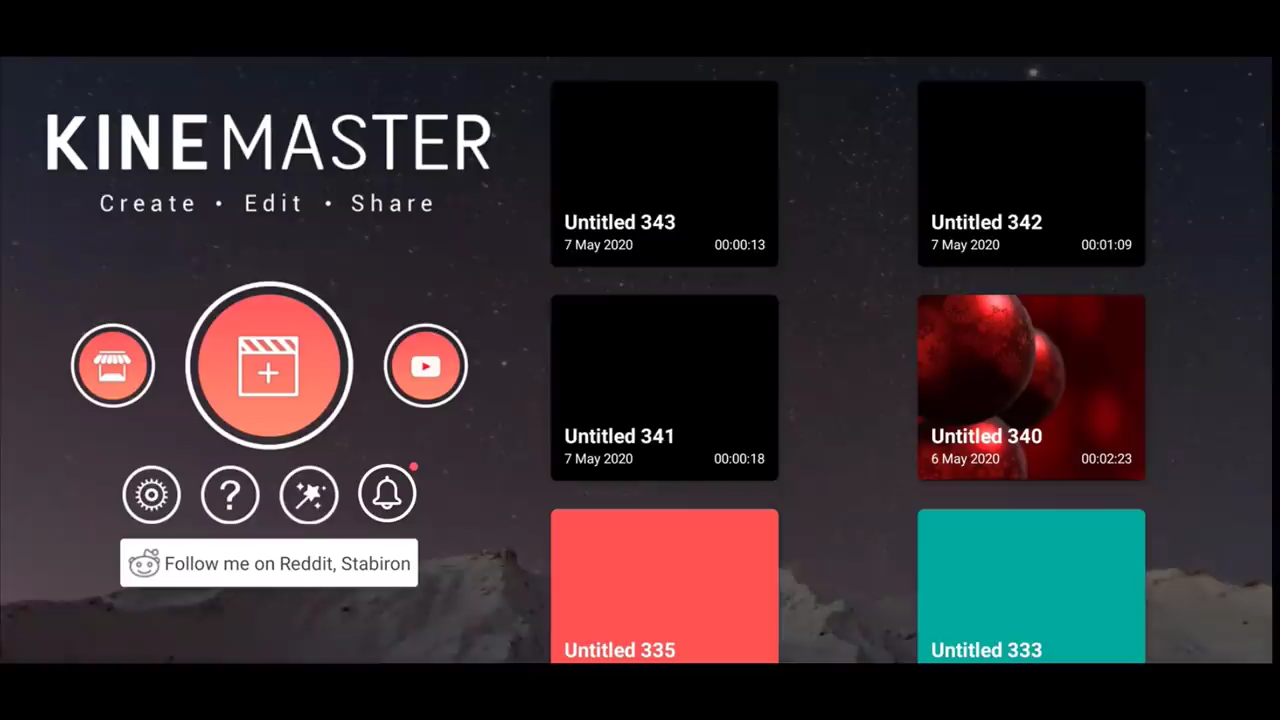 KINEMASTER
Create • Edit • Share
?
Follow me on Reddit, Stabiron
Untitled 343
7 May 2020 00:00:13
Untitled 342
7 May 2020 00:01:09
Untitled 341
7 May 2020 00:00:18
Untitled 340
6 May 2020 00:02:23
Untitled 335
Untitled 333